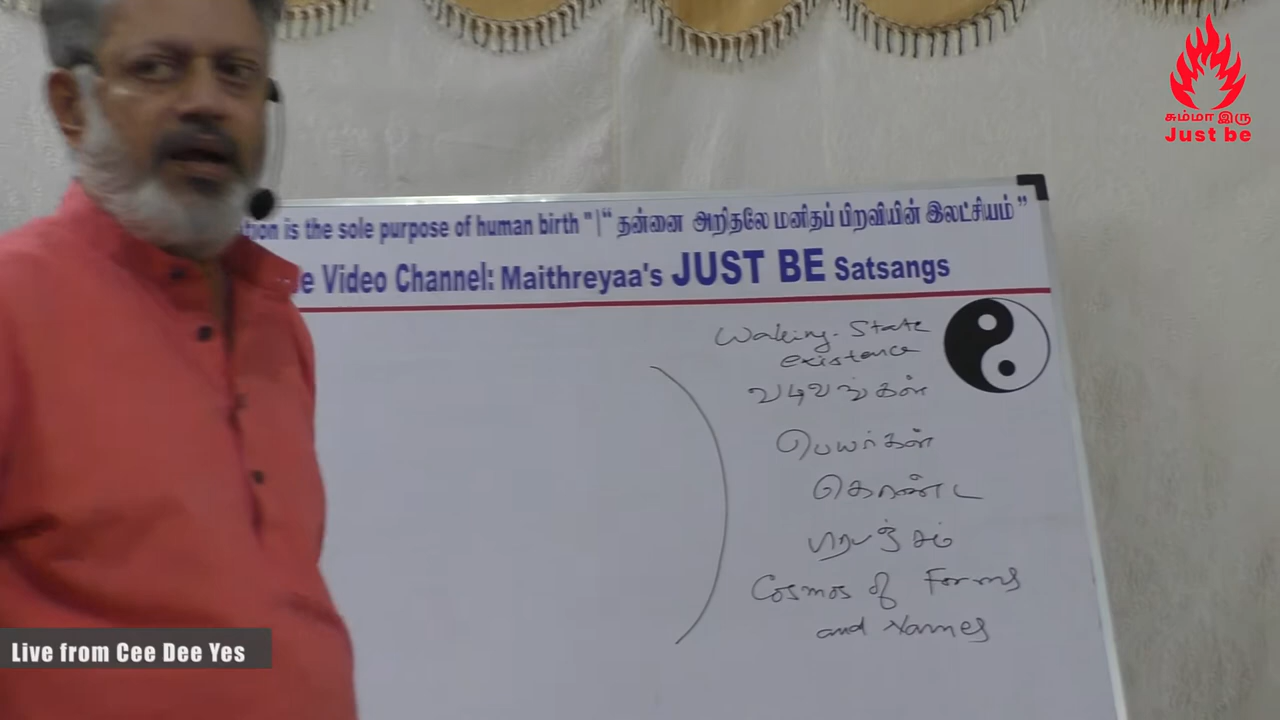 சும்மா இரு
Just be
tion is the sole purpose of human birth " | “ தன்னை அறிதலே மனிதப் பிறவியின் இலட்சியம் ”
e Video Channel: Maithreyaa's JUST BE Satsangs
Waking-State
existence
வடிவங்கள்
பெயர்கள்
கொண்ட
பிரபஞ்சம்
Cosmos of Forms
and Names
Live from Cee Dee Yes